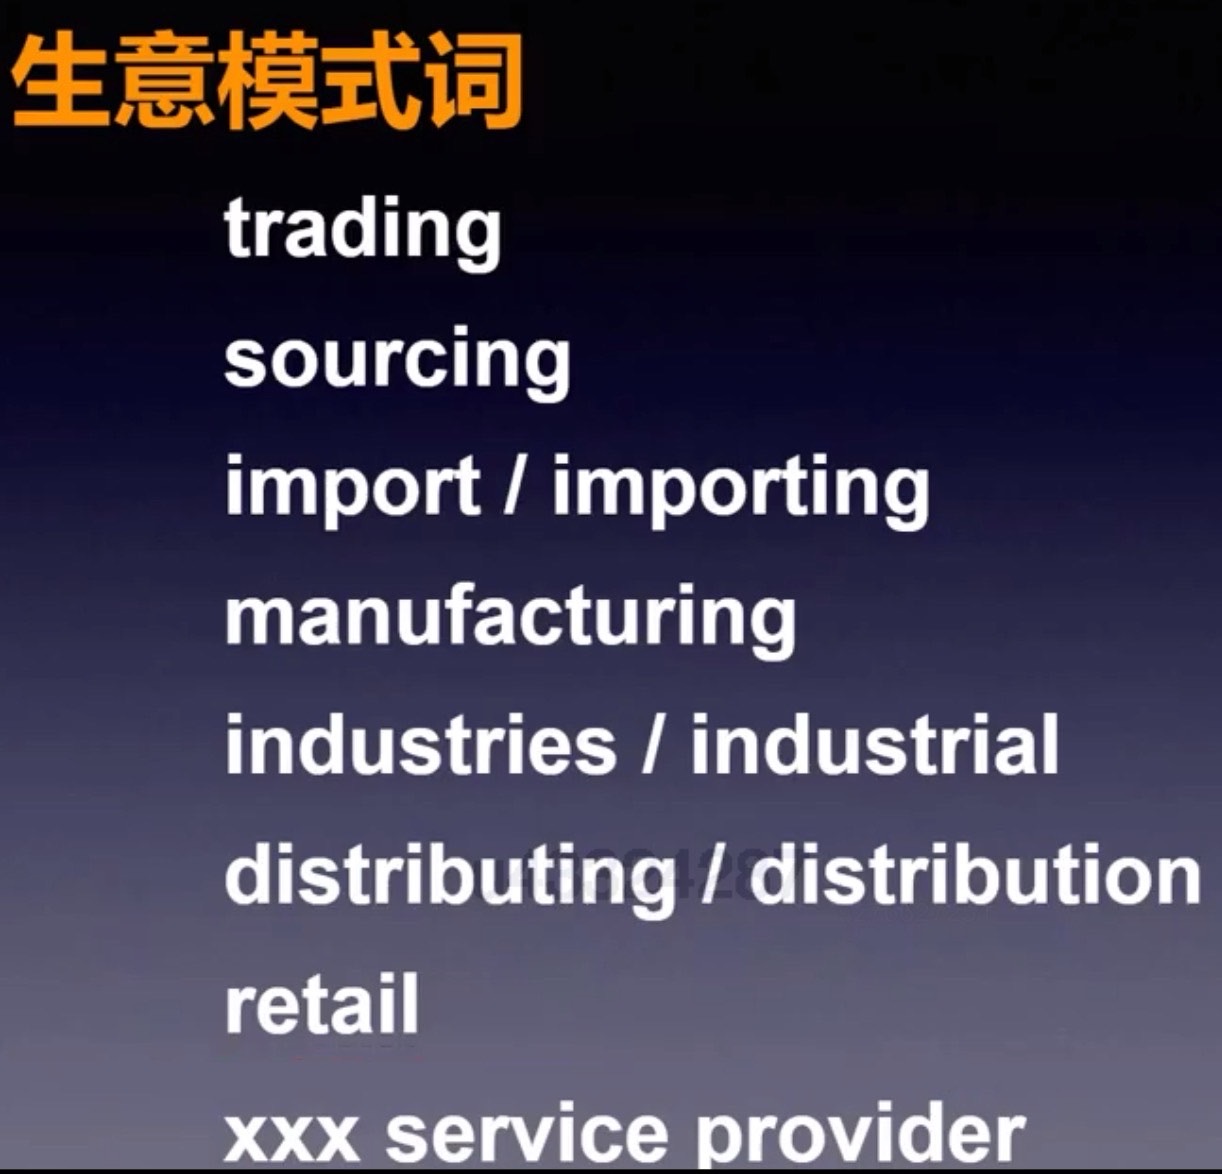 生意模式词
trading
sourcing
import / importing
manufacturing
industries / industrial
distributing / distribution
retail
xxx service provider